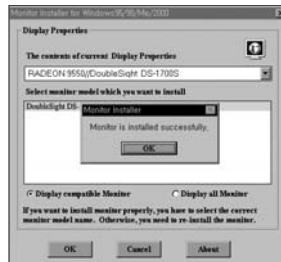 Monitor Installer for Windows95/98/Me/2000
Display Properties
The contents of current Display Properties
RADEON 9550//DoubleSight DS-1700S
Select monitor model which you want to install
DoubleSight DS-
Monitor Installer
Monitor is installed successfully.
OK
Display compatible Monitor
Display all Monitor
If you want to install monitor properly, you have to select the correct
monitor model name. Otherwise, you need to re-install the monitor.
OK
Cancel
About